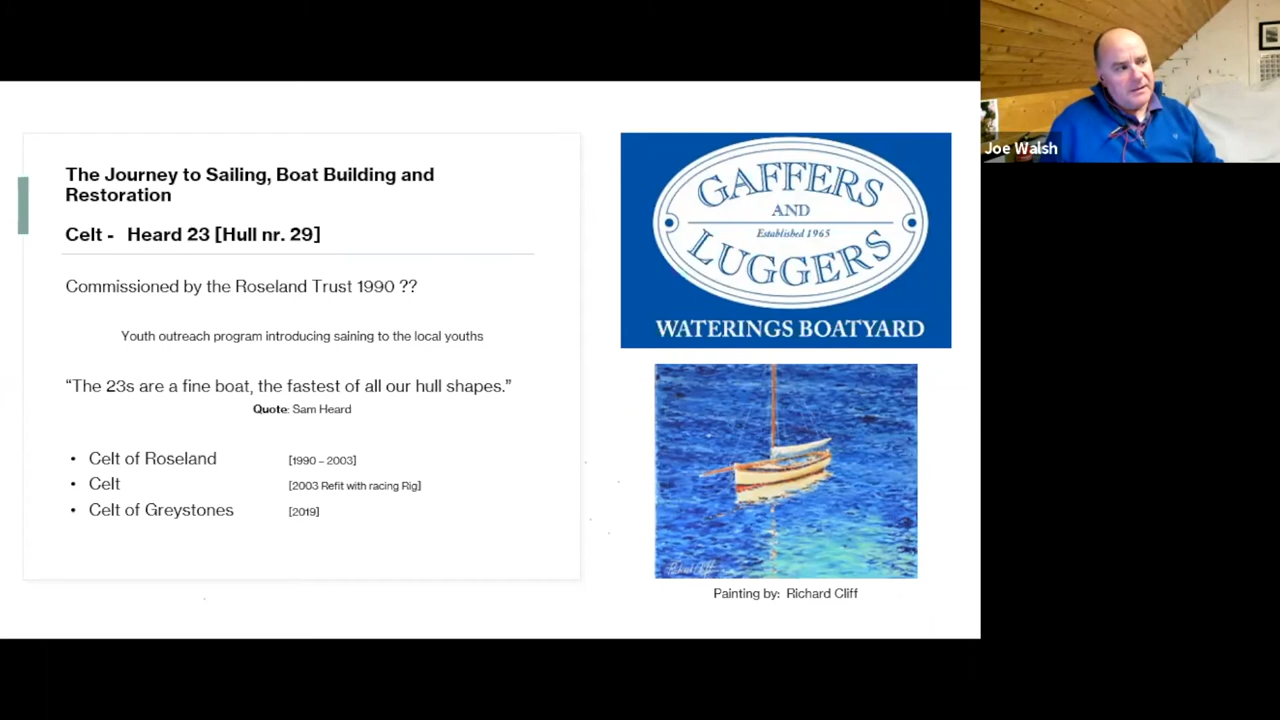 The Journey to Sailing, Boat Building and
Restoration
Celt - Heard 23 [Hull nr. 29]
Commissioned by the Roseland Trust 1990 ??
Youth outreach program introducing saining to the local youths
“The 23s are a fine boat, the fastest of all our hull shapes.”
Quote: Sam Heard
• Celt of Roseland [1990 – 2003]
• Celt [2003 Refit with racing Rig]
• Celt of Greystones [2019]
GAFFERS
AND
Established 1965
LUGGERS
WATERINGS BOATYARD
Richard Cliff
Painting by: Richard Cliff
Joe Walsh